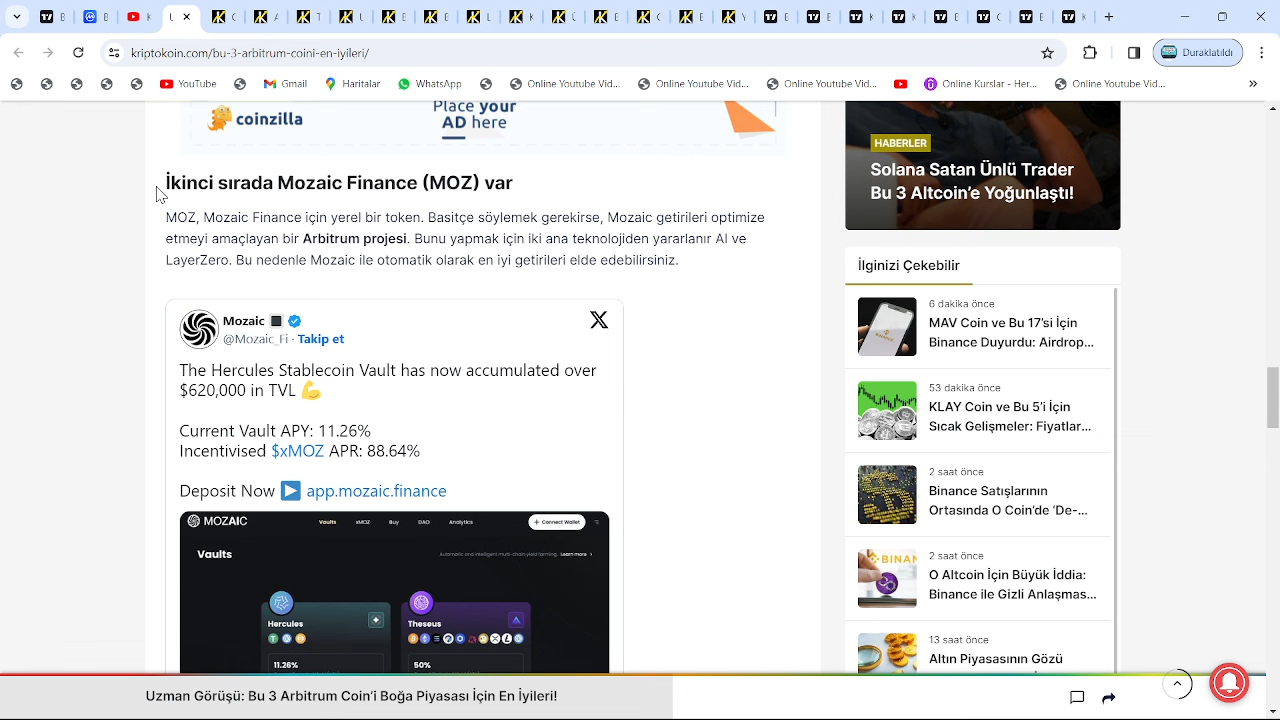 kriptokoin.com/bu-3-arbitrum-coin-en-iyileri/
Duraklatıldı
YouTube
Gmail
Haritalar
WhatsApp
Online Youtube Vid...
Online Youtube Vid...
Online Youtube Vid...
Online Kurslar - Her...
Online Youtube Vid...
coinzilla
Place your
AD here
İkinci sırada Mozaic Finance (MOZ) var
MOZ, Mozaic Finance için yerel bir token. Basitçe söylemek gerekirse, Mozaic getirileri optimize
etmeyi amaçlayan bir Arbitrum projesi. Bunu yapmak için iki ana teknolojiden yararlanır AI ve
LayerZero. Bu nedenle Mozaic ile otomatik olarak en iyi getirileri elde edebilirsiniz.
Mozaic
@Mozaic_Fi · Takip et
The Hercules Stablecoin Vault has now accumulated over
$620,000 in TVL 💪
Current Vault APY: 11.26%
Incentivised $xMOZ APR: 88.64%
Deposit Now ▶️ app.mozaic.finance
MOZAIC
Vaults
xMOZ
Buy
DAO
Analytics
+ Connect Wallet
Vaults
Automatic and intelligent multi-chain yield farming. Learn more >
Hercules
Theseus
11.26%
50%
HABERLER
Solana Satan Ünlü Trader
Bu 3 Altcoin’e Yoğunlaştı!
İlginizi Çekebilir
6 dakika önce
MAV Coin ve Bu 17’si İçin
Binance Duyurdu: Airdrop...
53 dakika önce
KLAY Coin ve Bu 5’i İçin
Sıcak Gelişmeler: Fiyatlar...
2 saat önce
Binance Satışlarının
Ortasında O Coin’de ‘De-...
2 saat önce
O Altcoin İçin Büyük İddia:
Binance ile Gizli Anlaşmas...
13 saat önce
Altın Piyasasının Gözü
Uzman Görüşü: Bu 3 Arbitrum Coin’i Boğa Piyasası İçin En İyileri!